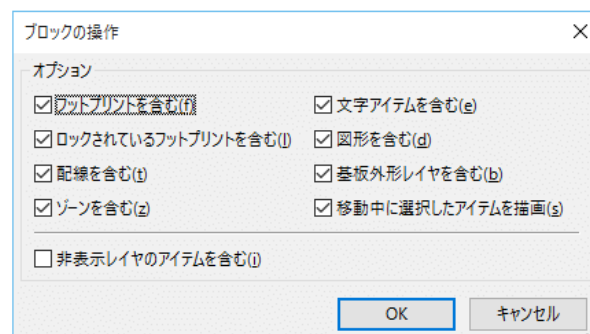 ブロックの操作
オプション
フットプリントを含む(f)
文字アイテムを含む(e)
ロックされているフットプリントを含む(l)
図形を含む(d)
配線を含む(t)
基板外形レイヤを含む(b)
ゾーンを含む(z)
移動中に選択したアイテムを描画(s)
非表示レイヤのアイテムを含む(i)
OK
キャンセル